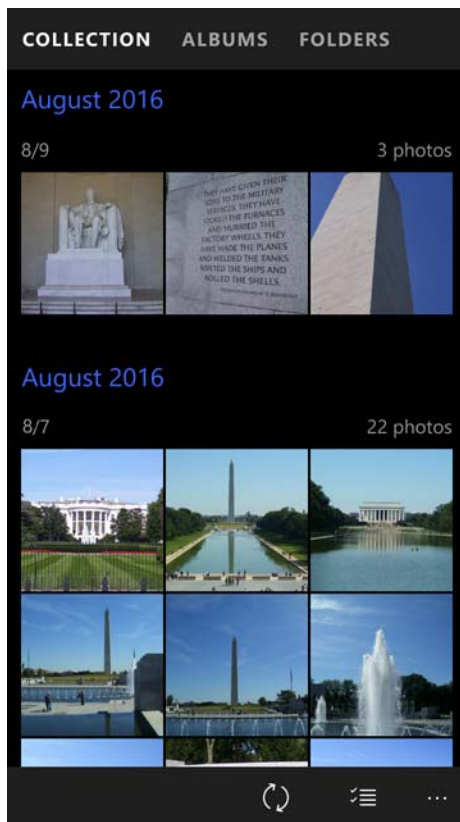 COLLECTION ALBUMS FOLDERS
August 2016
8/9 3 photos
THEY HAVE GIVEN THEIR
SONS TO THE MILITARY
SERVICES. THEY HAVE
STOKED THE FURNACES
AND HURRIED THE
FACTORY WHEELS. THEY
HAVE MADE THE PLANES
AND WELDED THE TANKS.
RIVETED THE SHIPS AND
ROLLED THE SHELLS.
August 2016
8/7 22 photos